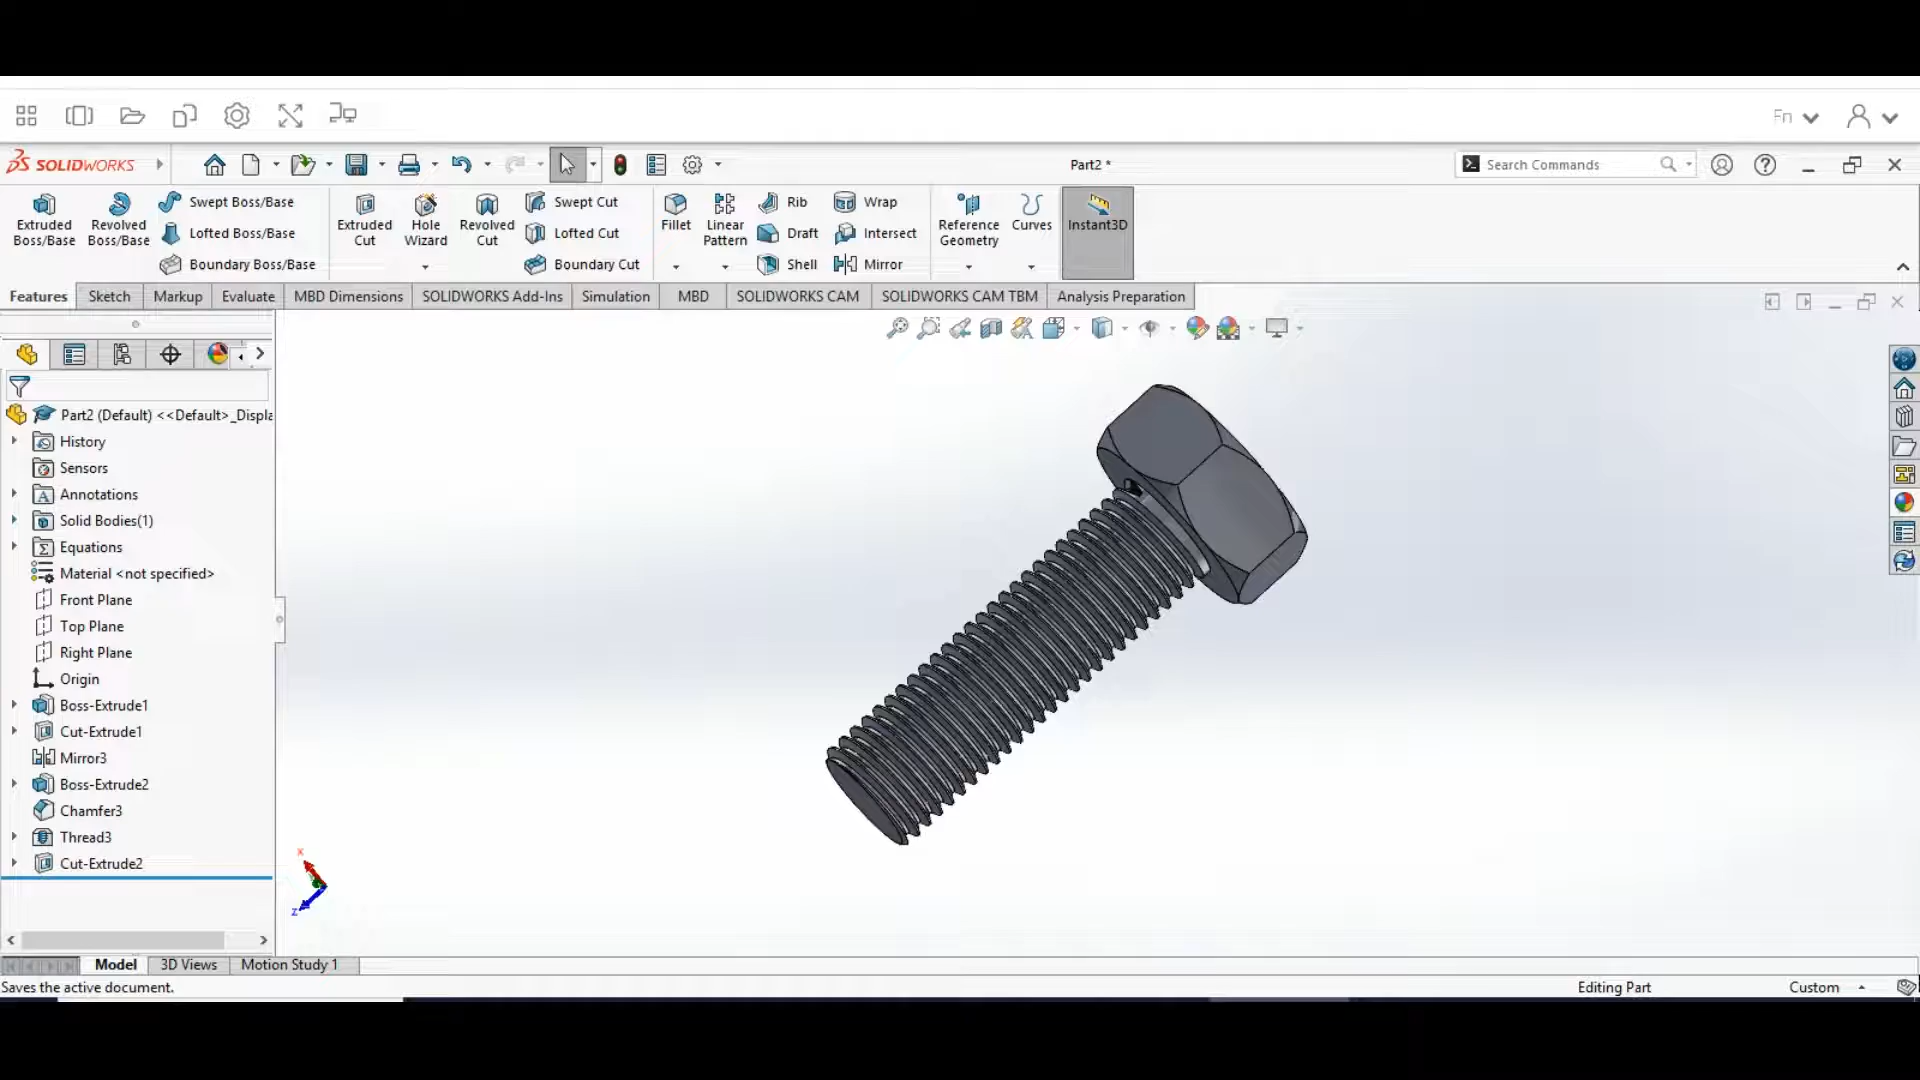 Fn
SOLIDWORKS
Part2 *
Search Commands
Extruded Boss/Base
Revolved Boss/Base
Swept Boss/Base
Lofted Boss/Base
Boundary Boss/Base
Extruded Cut
Hole Wizard
Revolved Cut
Swept Cut
Lofted Cut
Boundary Cut
Fillet
Linear Pattern
Rib
Draft
Shell
Wrap
Intersect
Mirror
Reference Geometry
Curves
Instant3D
Features
Sketch
Markup
Evaluate
MBD Dimensions
SOLIDWORKS Add-Ins
Simulation
MBD
SOLIDWORKS CAM
SOLIDWORKS CAM TBM
Analysis Preparation
Part2 (Default) <<Default>_Displa
History
Sensors
Annotations
Solid Bodies(1)
Equations
Material <not specified>
Front Plane
Top Plane
Right Plane
Origin
Boss-Extrude1
Cut-Extrude1
Mirror3
Boss-Extrude2
Chamfer3
Thread3
Cut-Extrude2
x
z
Model
3D Views
Motion Study 1
Saves the active document.
Editing Part
Custom